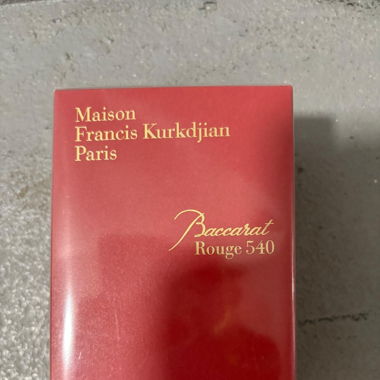 Maison
Francis Kurkdjian
Paris
Baccarat
Rouge 540